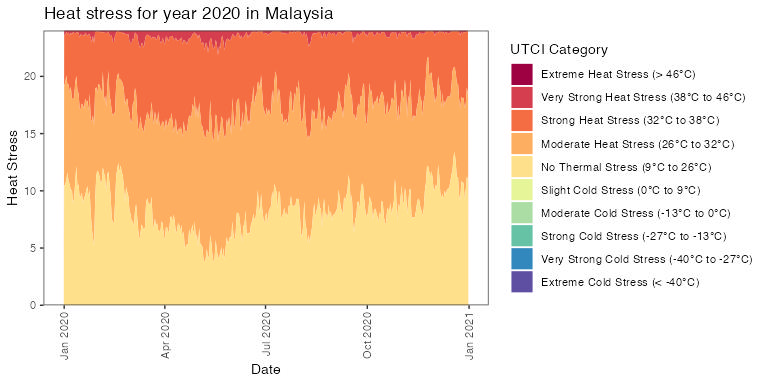 Heat stress for year 2020 in Malaysia
Heat Stress
20
15
10
5
0
Jan 2020
Apr 2020
Jul 2020
Oct 2020
Jan 2021
Date
UTCI Category
Extreme Heat Stress (> 46°C)
Very Strong Heat Stress (38°C to 46°C)
Strong Heat Stress (32°C to 38°C)
Moderate Heat Stress (26°C to 32°C)
No Thermal Stress (9°C to 26°C)
Slight Cold Stress (0°C to 9°C)
Moderate Cold Stress (-13°C to 0°C)
Strong Cold Stress (-27°C to -13°C)
Very Strong Cold Stress (-40°C to -27°C)
Extreme Cold Stress (< -40°C)